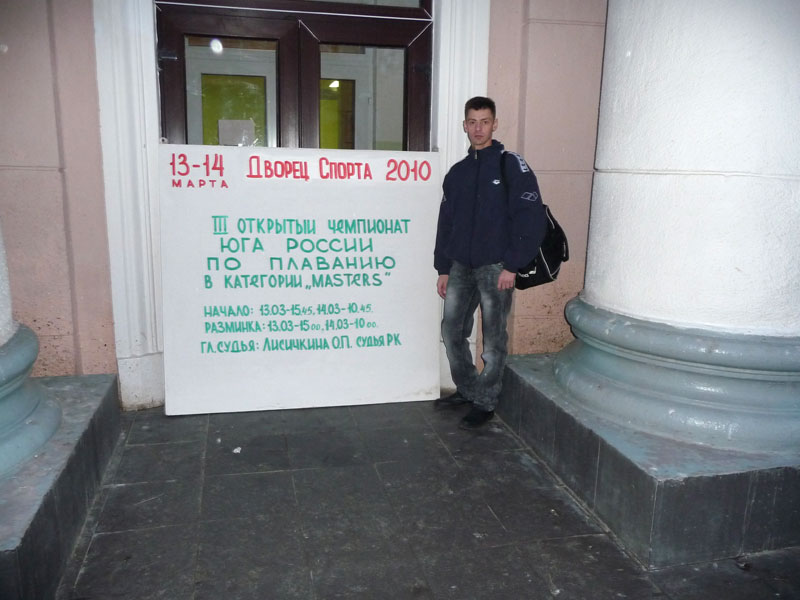 13-14 Дворец Спорта 2010
МАРТА
III ОТКРЫТЫЙ ЧЕМПИОНАТ
ЮГА РОССИИ
ПО ПЛАВАНИЮ
В КАТЕГОРИИ „MASTERS"
НАЧАЛО: 13.03-15.45. 14.03-10.45.
РАЗМИНКА: 13.03-15 00, 14.03-10 00.
ГЛ.СУДЬЯ: ЛИСИЧКИНА О.П. СУДЬЯ РК